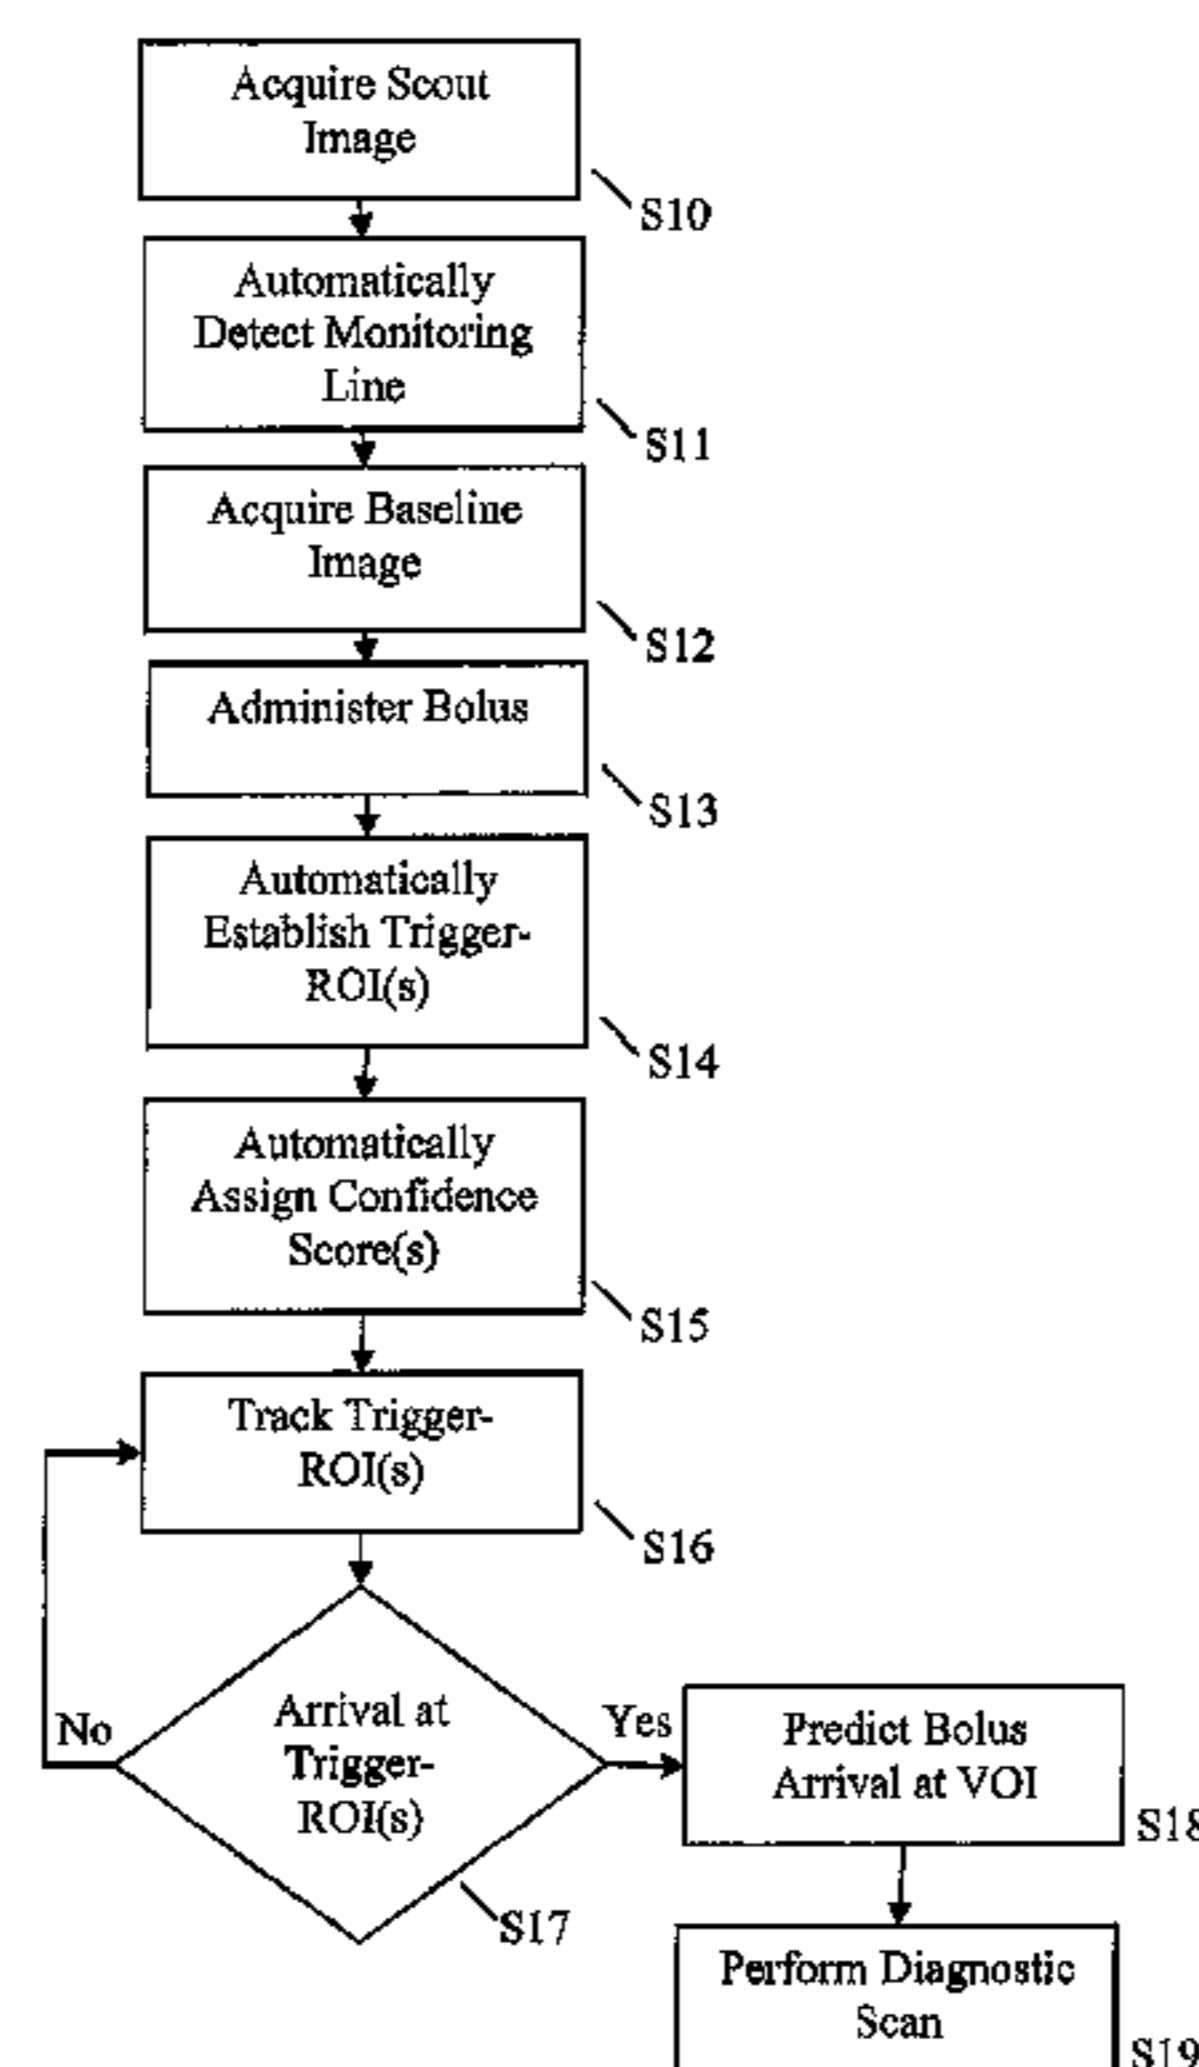 Acquire Scout
Image
S10
Automatically
Detect Monitoring
Line
S11
Acquire Baseline
Image
S12
Administer Bolus
S13
Automatically
Establish Trigger-
ROI(s)
S14
Automatically
Assign Confidence
Score(s)
S15
Track Trigger-
ROI(s)
S16
Arrival at
Trigger-
ROI(s)
S17
No
Yes
Predict Bolus
Arrival at VOI
S18
Perform Diagnostic
Scan
S19